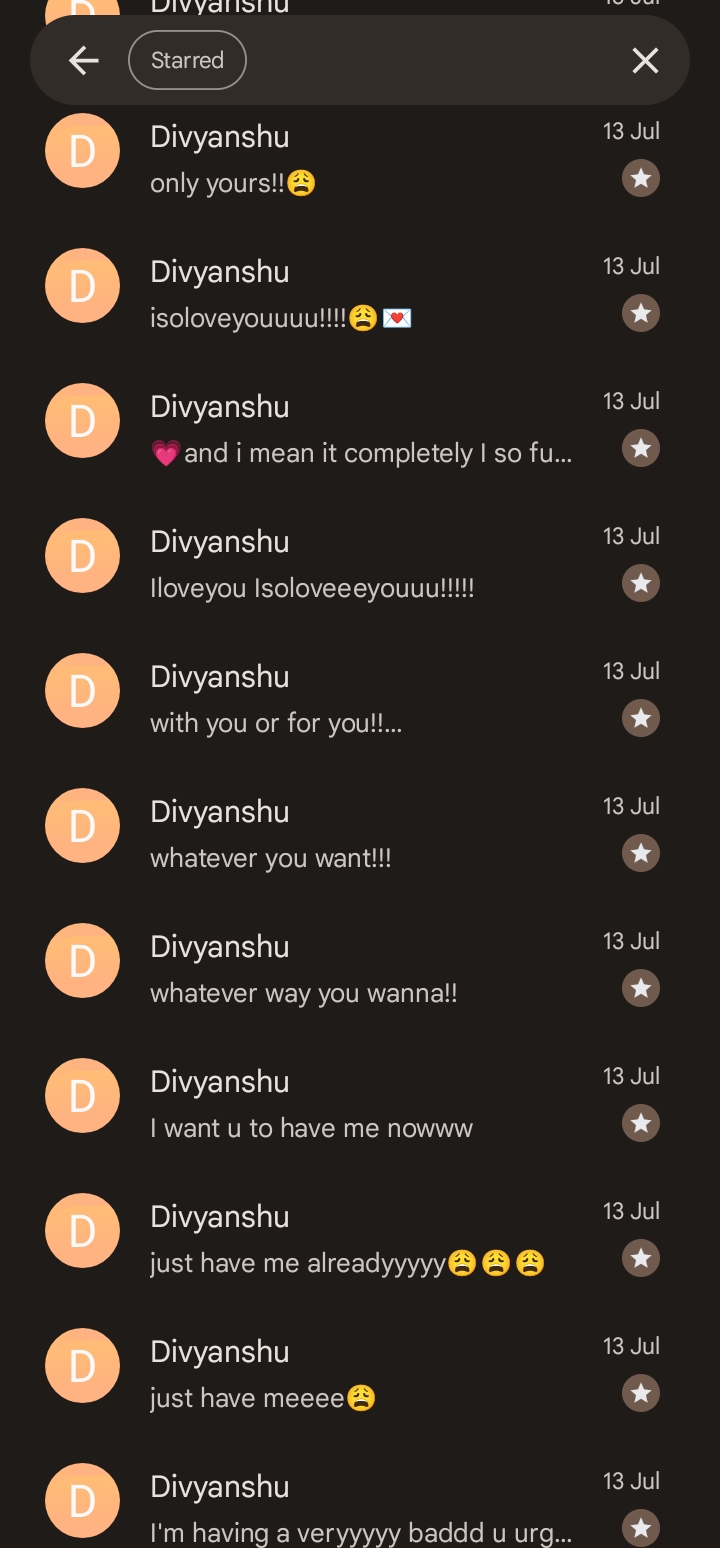 Divyanshu
Starred
D
Divyanshu
13 Jul
only yours!!😩
D
Divyanshu
13 Jul
isoloveyouuuu!!!!😩💌
D
Divyanshu
13 Jul
💗and i mean it completely I so fu...
D
Divyanshu
13 Jul
Iloveyou Isoloveeeyouuu!!!!!
D
Divyanshu
13 Jul
with you or for you!!...
D
Divyanshu
13 Jul
whatever you want!!!
D
Divyanshu
13 Jul
whatever way you wanna!!
D
Divyanshu
13 Jul
I want u to have me nowww
D
Divyanshu
13 Jul
just have me alreadyyyyy😩😩😩
D
Divyanshu
13 Jul
just have meeee😩
D
Divyanshu
13 Jul
I'm having a veryyyyy baddd u urg...